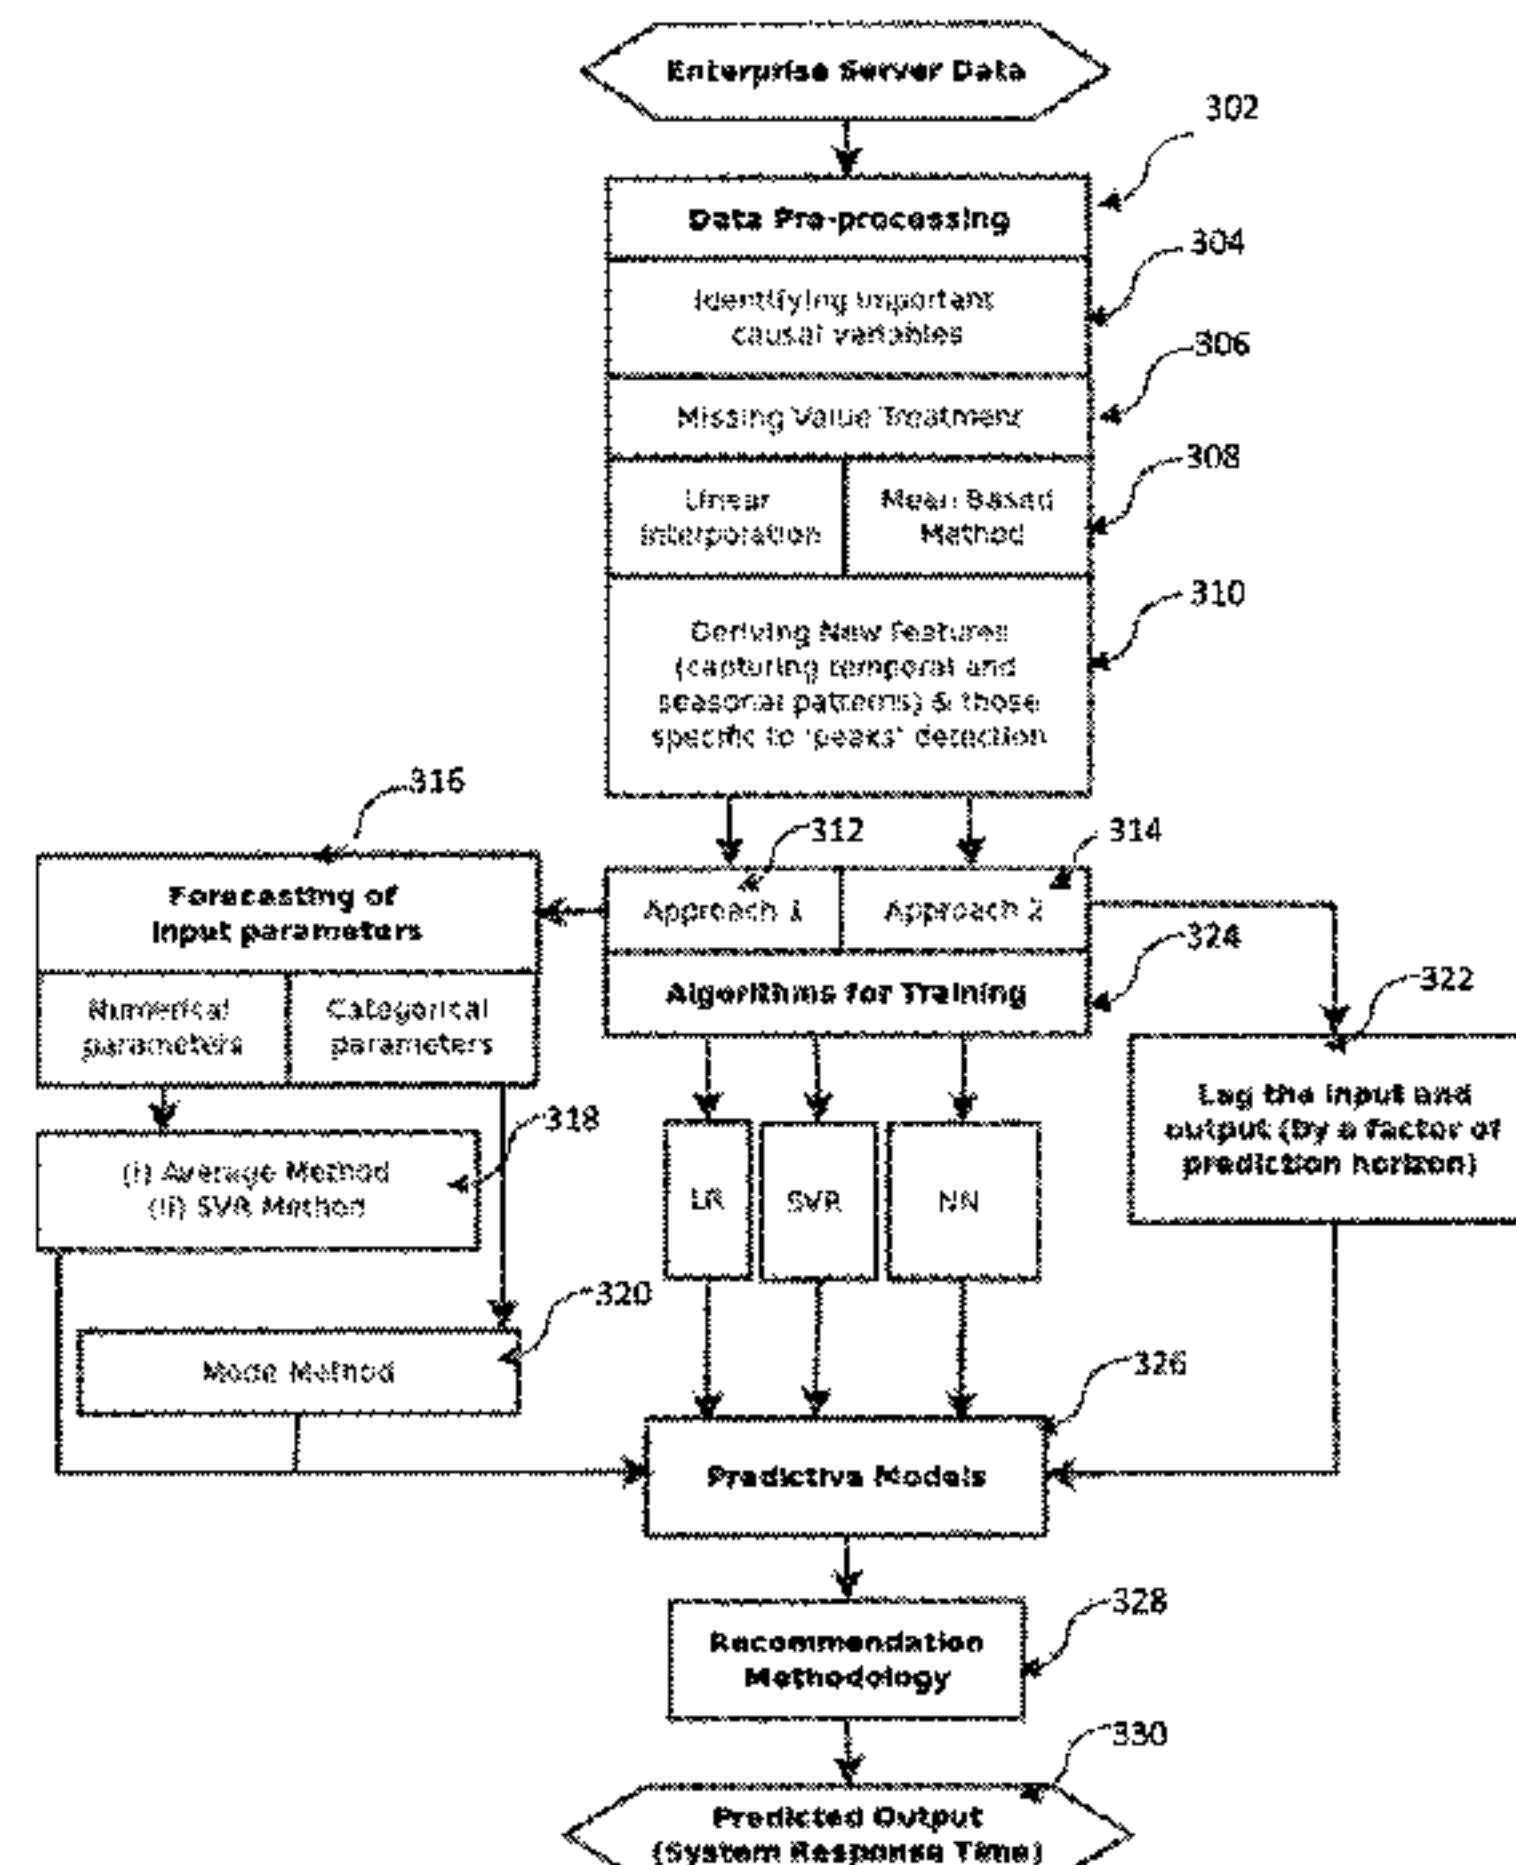 Enterprise Server Data
302
Data Pre-processing
304
Identifying important
causal variables
306
Missing Value Treatment
308
Linear
Interpolation
Mean Based
Method
310
Deriving New Features
(capturing temporal and
seasonal patterns) & those
specific to 'peaks' detection
316
312
314
Forecasting of
input parameters
Approach 1
Approach 2
324
Algorithms for Training
322
Numerical
parameters
Categorical
parameters
Lag the input and
output (by a factor of
prediction horizon)
318
(i) Average Method
(ii) SVR Method
LR
SVR
NN
320
Mode Method
326
Predictive Models
328
Recommendation
Methodology
330
Predicted Output
(System Response Time)